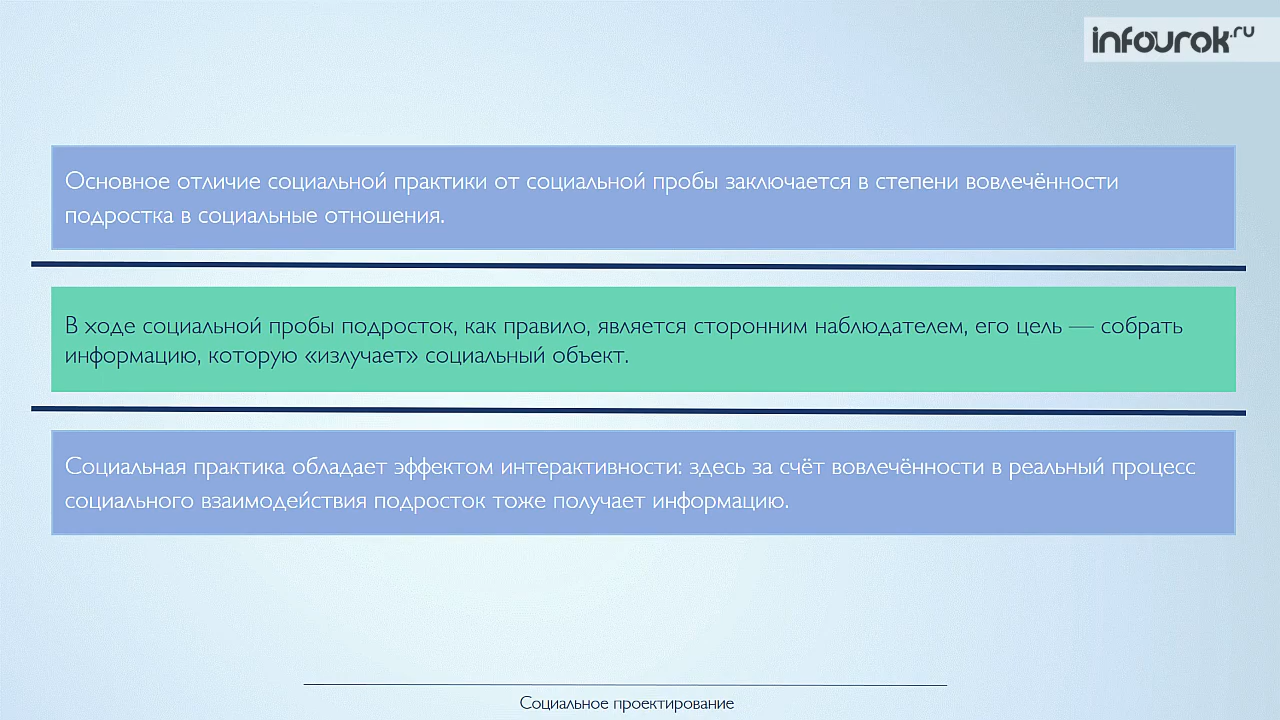 infourok.ru
Основное отличие социальной практики от социальной пробы заключается в степени вовлечённости
подростка в социальные отношения.
В ходе социальной пробы подросток, как правило, является сторонним наблюдателем, его цель — собрать
информацию, которую «излучает» социальный объект.
Социальная практика обладает эффектом интерактивности: здесь за счёт вовлечённости в реальный процесс
социального взаимодействия подросток тоже получает информацию.
Социальное проектирование